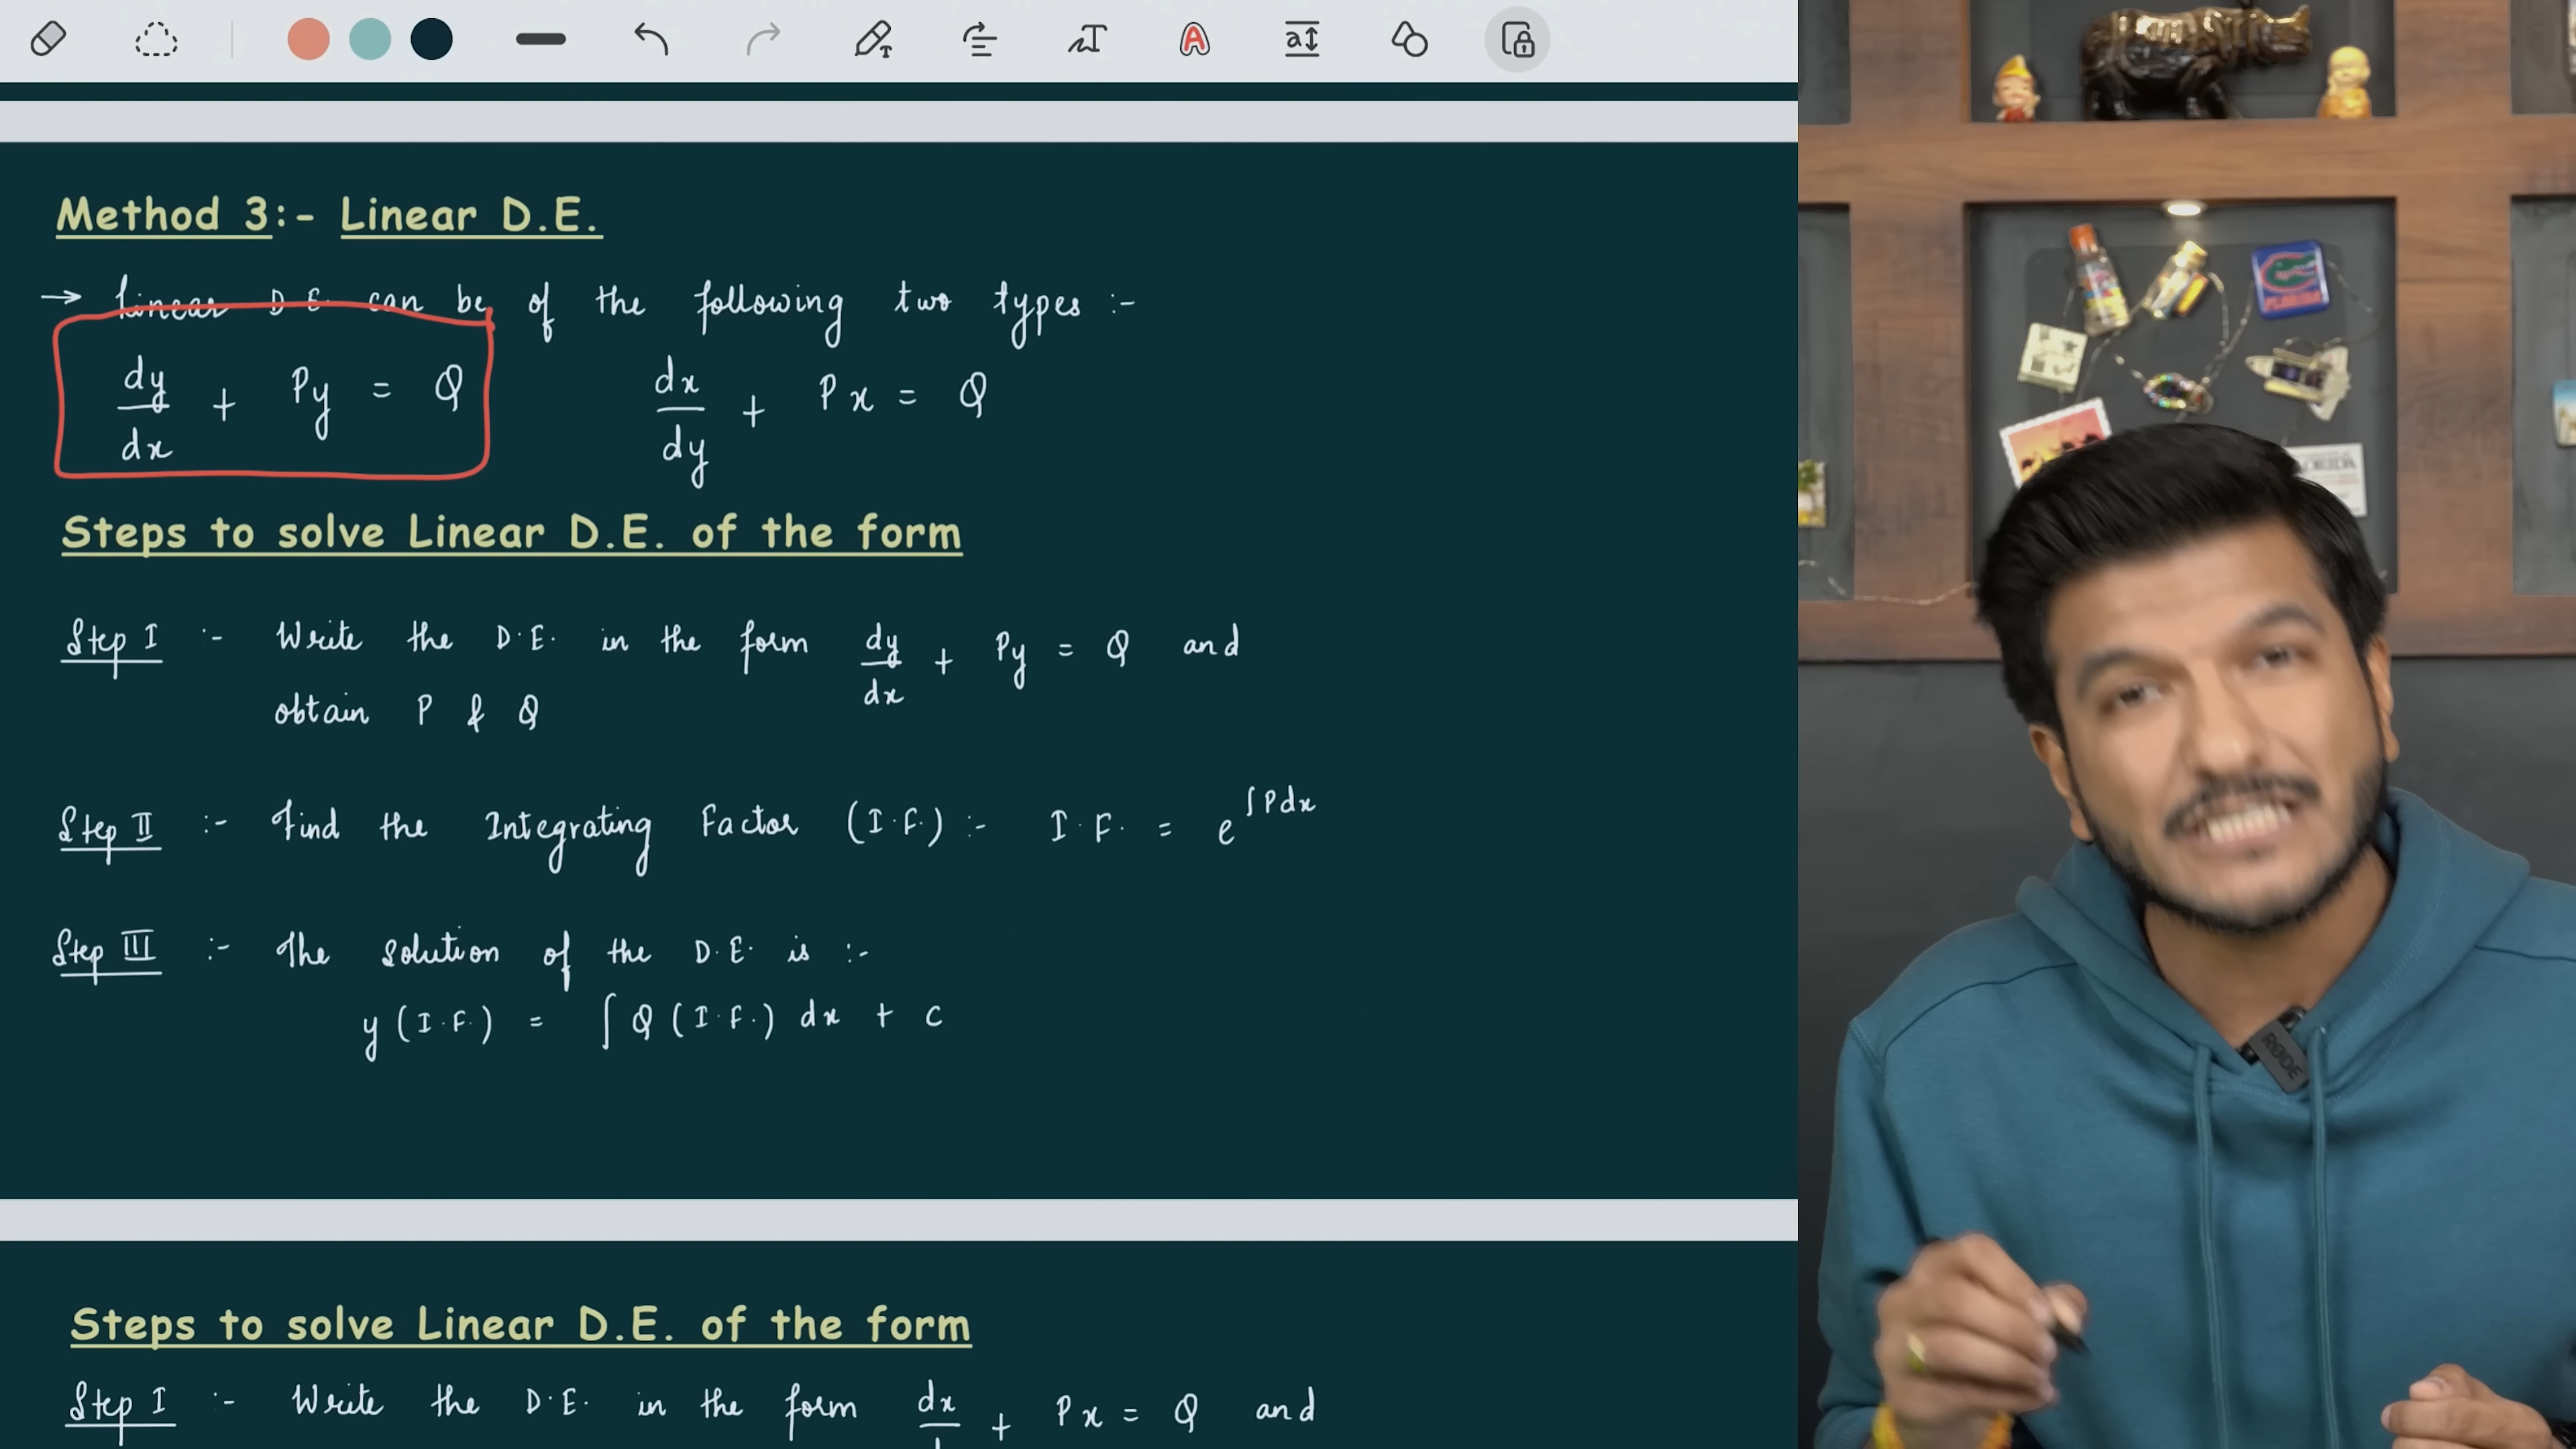 Method 3:- Linear D.E.
→ Linear D.E. can be of the following two types :-
dy/dx + Py = Q    dx/dy + Px = Q
Steps to solve Linear D.E. of the form
Step I :- Write the D.E. in the form dy/dx + Py = Q and
obtain P & Q
Step II :- Find the Integrating Factor (I.F.) :- I.F. = e^∫Pdx
Step III :- The solution of the D.E. is :-
y (I.F.) = ∫ Q (I.F.) dx + c
Steps to solve Linear D.E. of the form
Step I :- Write the D.E. in the form dx/ + Px = Q and
RØDE